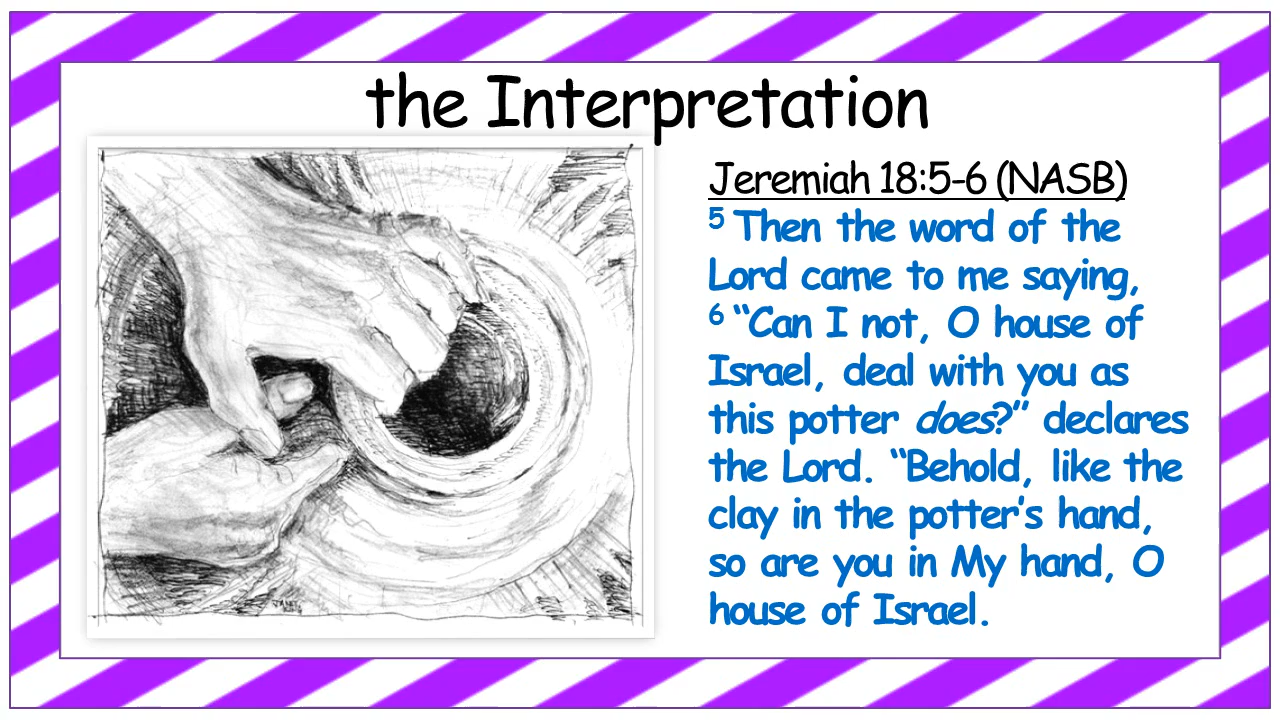 the Interpretation
Jeremiah 18:5-6 (NASB)
5 Then the word of the
Lord came to me saying,
6 “Can I not, O house of
Israel, deal with you as
this potter does?” declares
the Lord. “Behold, like the
clay in the potter’s hand,
so are you in My hand, O
house of Israel.